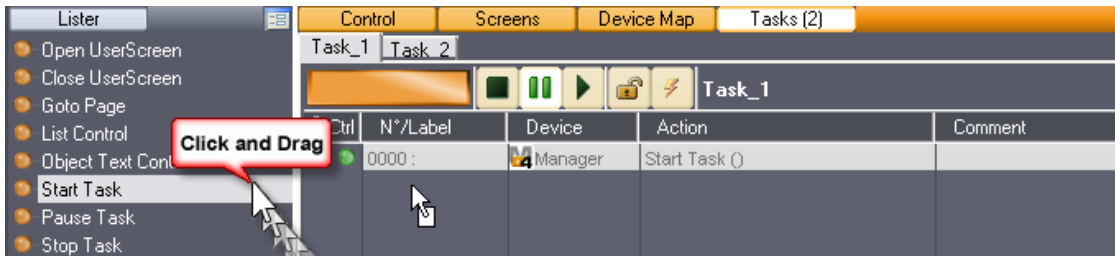 Lister
Control Screens Device Map Tasks (2)
Open UserScreen
Close UserScreen
Goto Page
List Control
Object Text Cont
Start Task
Pause Task
Stop Task
Click and Drag
Task_1 Task_2
Task_1
Ctrl N°/Label Device Action Comment
0000 : 4 Manager Start Task ()